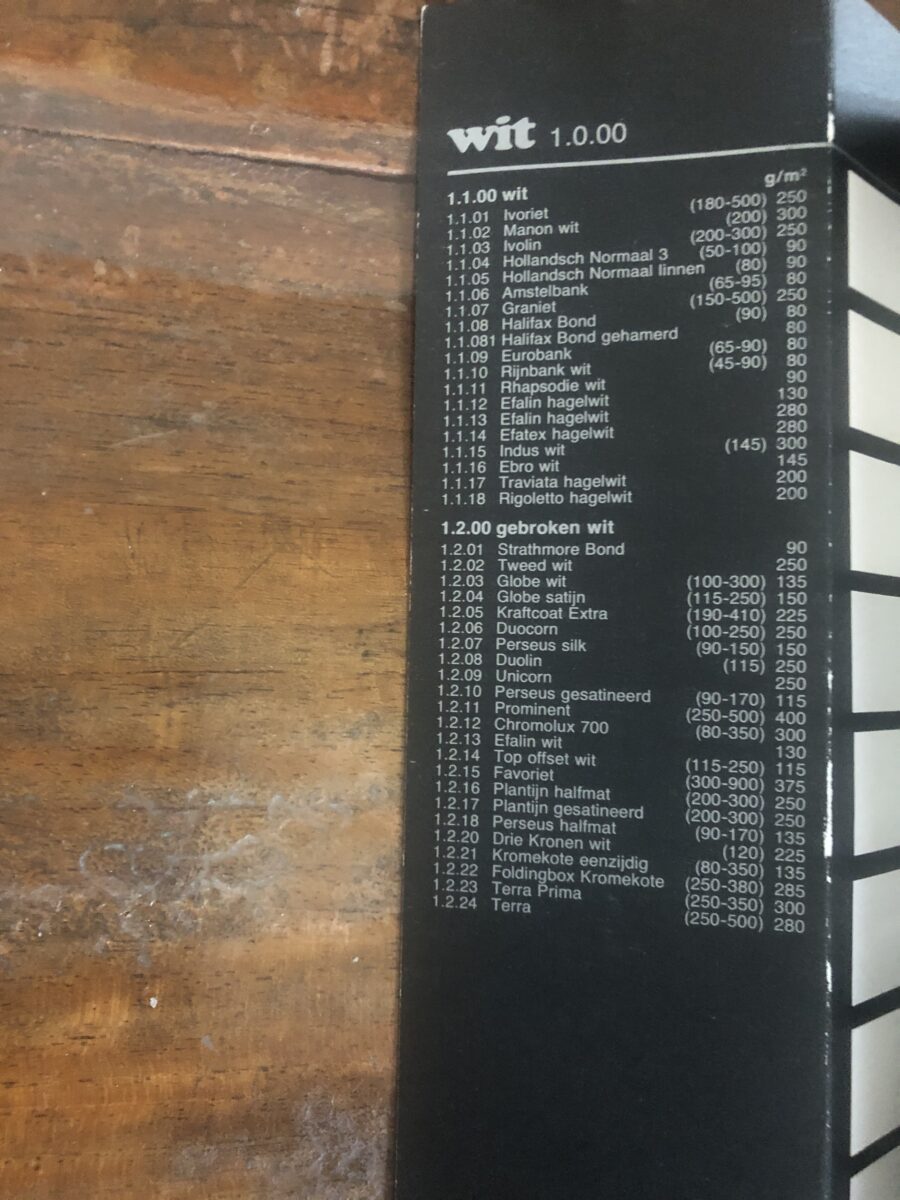 wit 1.0.00
g/m²
1.1.00 wit
1.1.01 Ivoriet (180-500) 250
1.1.02 Manon wit (200) 300
1.1.03 Ivolin (200-300) 250
1.1.04 Hollandsch Normaal 3 (50-100) 90
1.1.05 Hollandsch Normaal linnen (80) 90
1.1.06 Amstelbank (65-95) 80
1.1.07 Graniet (150-500) 250
1.1.08 Halifax Bond (90) 80
1.1.081 Halifax Bond gehamerd 80
1.1.09 Eurobank (65-90) 80
1.1.10 Rijnbank wit (45-90) 80
1.1.11 Rhapsodie wit 90
1.1.12 Efalin hagelwit 130
1.1.13 Efalin hagelwit 280
1.1.14 Efatex hagelwit 280
1.1.15 Indus wit (145) 300
1.1.16 Ebro wit 145
1.1.17 Traviata hagelwit 200
1.1.18 Rigoletto hagelwit 200
1.2.00 gebroken wit
1.2.01 Strathmore Bond 90
1.2.02 Tweed wit 250
1.2.03 Globe wit (100-300) 135
1.2.04 Globe satijn (115-250) 150
1.2.05 Kraftcoat Extra (190-410) 225
1.2.06 Duocorn (100-250) 250
1.2.07 Perseus silk (90-150) 150
1.2.08 Duolin (115) 250
1.2.09 Unicorn 250
1.2.10 Perseus gesatineerd (90-170) 115
1.2.11 Prominent (250-500) 400
1.2.12 Chromolux 700 (80-350) 300
1.2.13 Efalin wit 130
1.2.14 Top offset wit (115-250) 115
1.2.15 Favoriet (300-900) 375
1.2.16 Plantijn halfmat (200-300) 250
1.2.17 Plantijn gesatineerd (200-300) 250
1.2.18 Perseus halfmat (90-170) 135
1.2.20 Drie Kronen wit (120) 225
1.2.21 Kromekote eenzijdig (80-350) 135
1.2.22 Foldingbox Kromekote (250-380) 285
1.2.23 Terra Prima (250-350) 300
1.2.24 Terra (250-500) 280